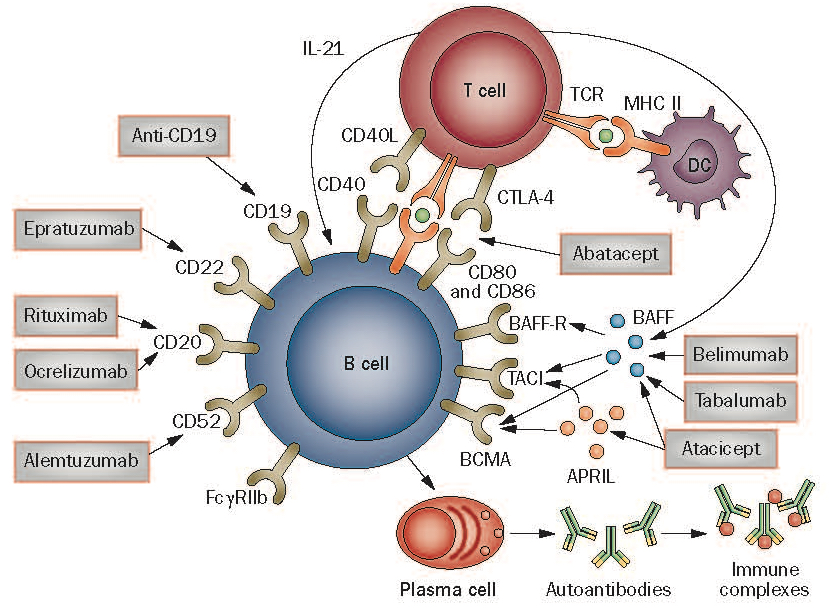 IL-21
T cell
TCR
MHC II
DC
Anti-CD19
CD40L
CD40
CTLA-4
CD19
Epratuzumab
CD22
Abatacept
CD80
and CD86
Rituximab
CD20
Ocrelizumab
B cell
BAFF-R
BAFF
TACI
Belimumab
Tabalumab
CD52
Alemtuzumab
BCMA
APRIL
Atacicept
FcγRIIb
Plasma cell
Autoantibodies
Immune
complexes